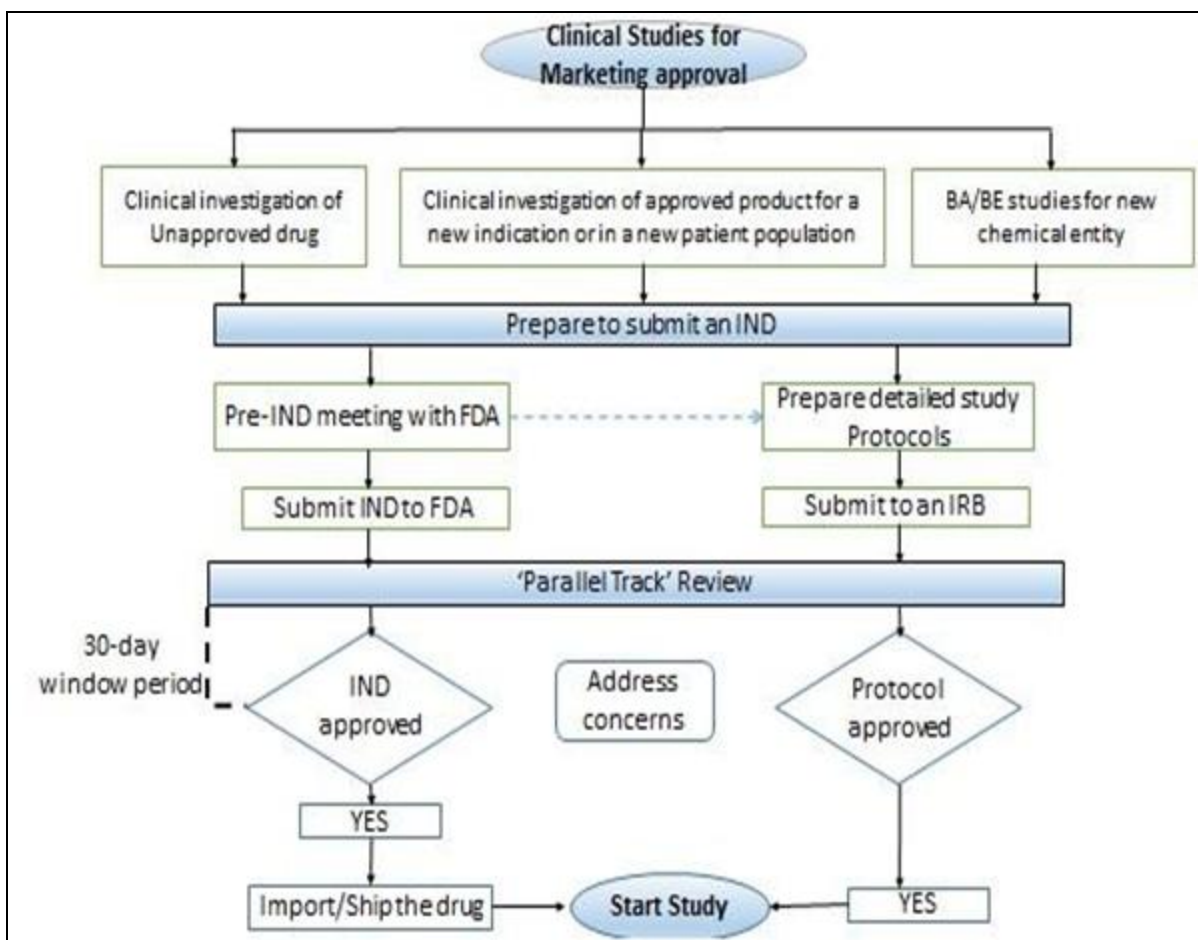 Clinical Studies for
Marketing approval
Clinical investigation of
Unapproved drug
Clinical investigation of approved product for a
new indication or in a new patient population
BA/BE studies for new
chemical entity
Prepare to submit an IND
Pre-IND meeting with FDA
Prepare detailed study
Protocols
Submit IND to FDA
Submit to an IRB
'Parallel Track' Review
30-day
window period
IND
approved
Address
concerns
Protocol
approved
YES
Import/Ship the drug
Start Study
YES